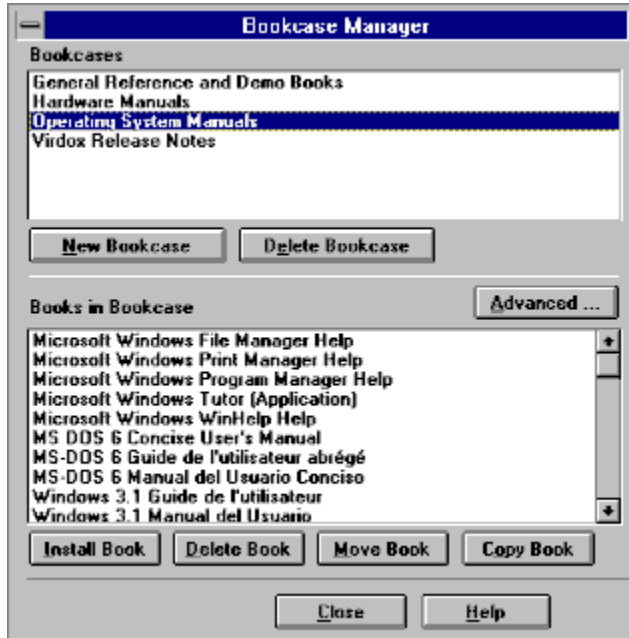 Bookcase Manager
Bookcases
General Reference and Demo Books
Hardware Manuals
Operating System Manuals
Virdox Release Notes
New Bookcase Delete Bookcase
Books in Bookcase Advanced ...
Microsoft Windows File Manager Help
Microsoft Windows Print Manager Help
Microsoft Windows Program Manager Help
Microsoft Windows Tutor (Application)
Microsoft Windows WinHelp Help
MS DOS 6 Concise User's Manual
MS-DOS 6 Guide de l'utilisateur abrégé
MS-DOS 6 Manual del Usuario Conciso
Windows 3.1 Guide de l'utilisateur
Windows 3.1 Manual del Usuario
Install Book Delete Book Move Book Copy Book
Close Help